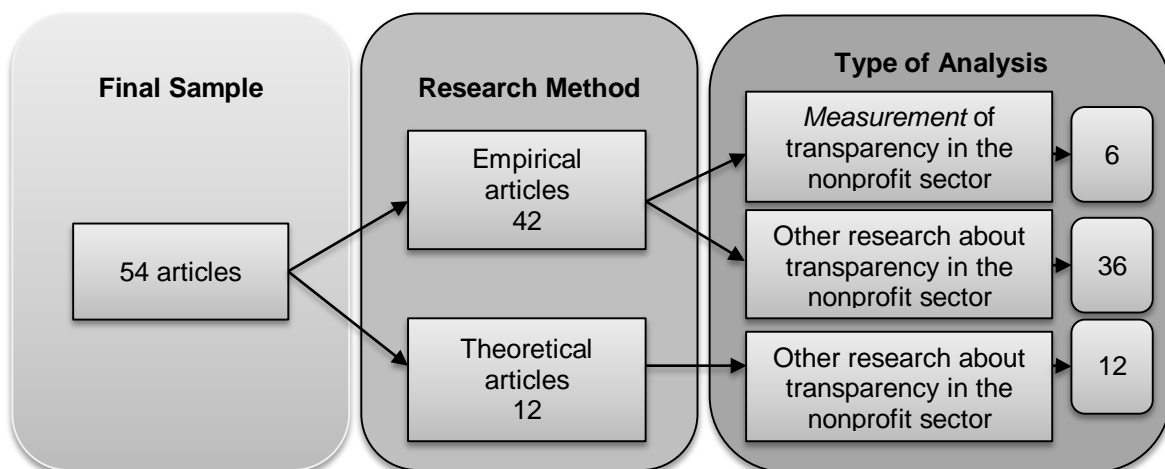 Final Sample
54 articles
Research Method
Empirical
articles
42
Theoretical
articles
12
Type of Analysis
Measurement of
transparency in the
nonprofit sector
6
Other research about
transparency in the
nonprofit sector
36
Other research about
transparency in the
nonprofit sector
12